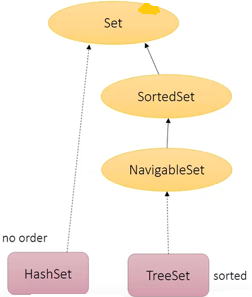 Set
SortedSet
NavigableSet
no order
HashSet
TreeSet
sorted